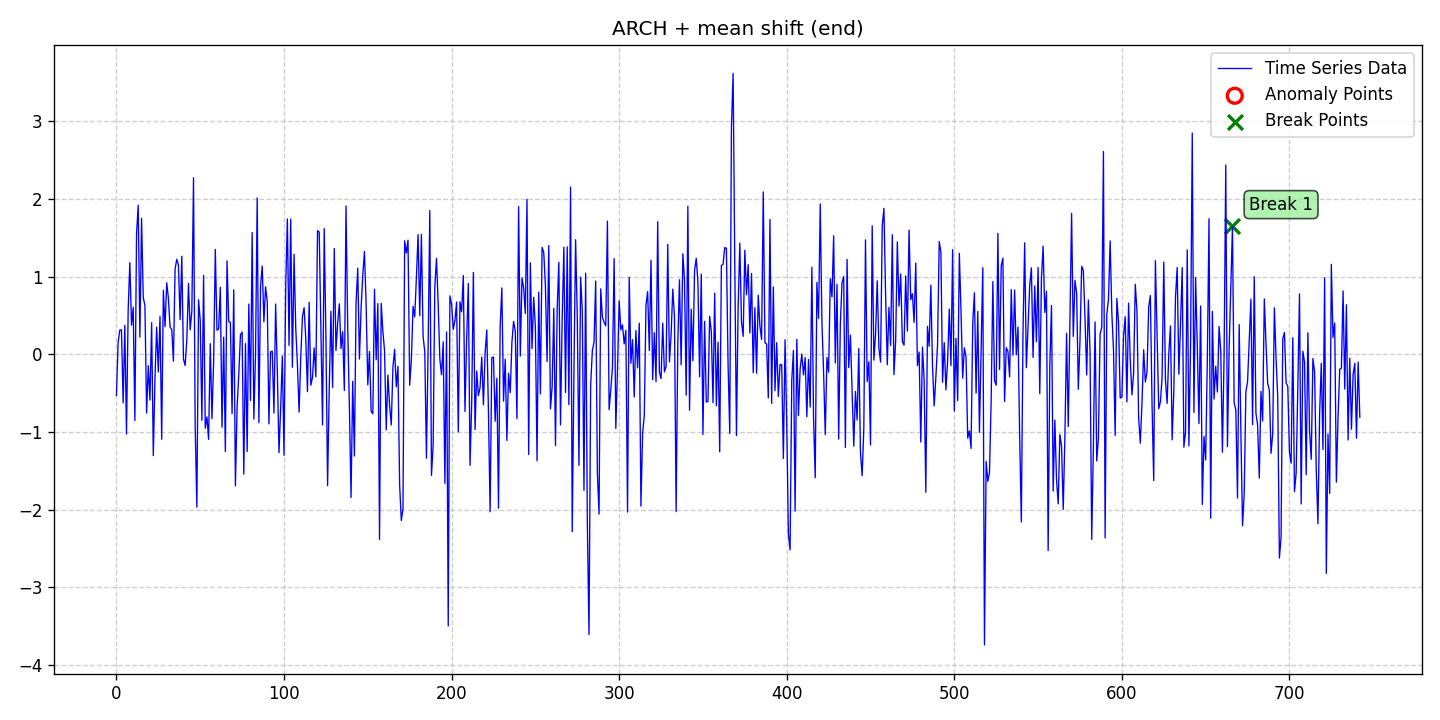 ARCH + mean shift (end)
Time Series Data
Anomaly Points
Break Points
Break 1
3
2
1
0
−1
−2
−3
−4
0 100 200 300 400 500 600 700